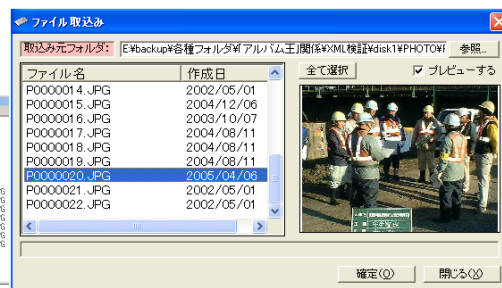 ファイル取込み
取込み元フォルダ: E:¥backup¥各種フォルダ¥「アルバム王」関係¥XML検証¥disk1¥PHOTO¥F 参照...
ファイル名 作成日 全て選択 プレビューする
P0000014.JPG 2002/05/01
P0000015.JPG 2004/12/06
P0000016.JPG 2003/10/07
P0000017.JPG 2004/08/11
P0000018.JPG 2004/08/11
P0000019.JPG 2004/08/11
P0000020.JPG 2005/04/06
P0000021.JPG 2002/05/01
P0000022.JPG 2002/05/01
確定(O) 閉じる(X)